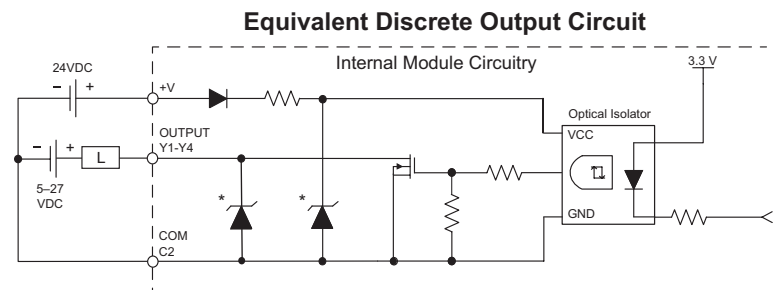 Equivalent Discrete Output Circuit
Internal Module Circuitry
3.3 V
24VDC
– +
+V
Optical Isolator
VCC
OUTPUT
Y1-Y4
– +
L
5–27
VDC
*
*
GND
COM
C2